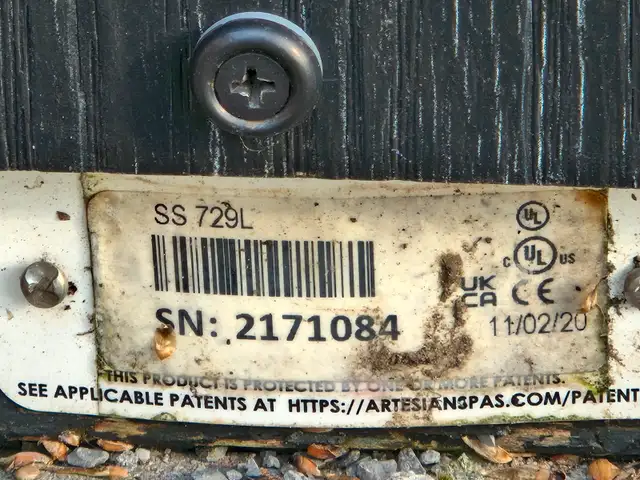 SS 729L
UL
C UL US
UK
CA CE
SN: 2171084
11/02/20
THIS PRODUCT IS PROTECTED BY ONE OR MORE PATENTS.
SEE APPLICABLE PATENTS AT HTTPS://ARTESIANSPAS.COM/PATENT